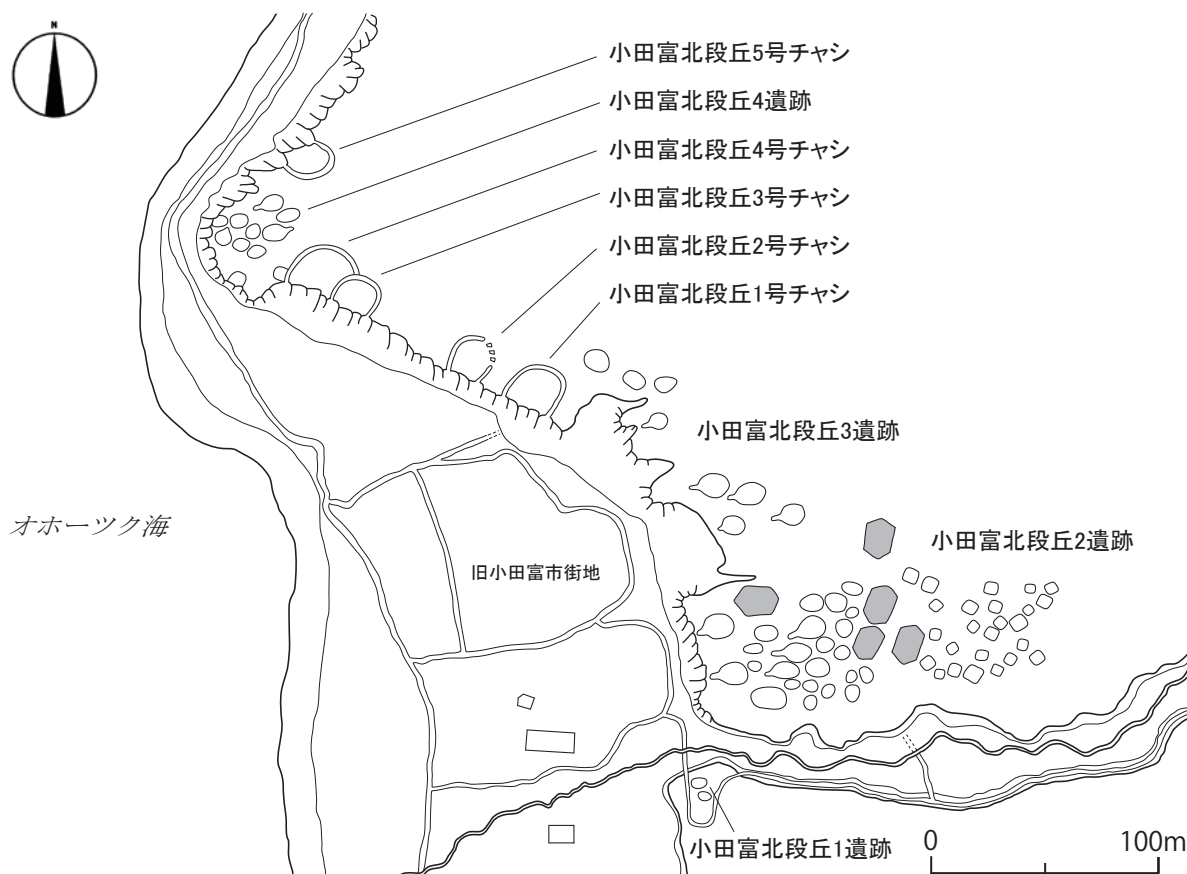 N
小田富北段丘5号チャシ
小田富北段丘4遺跡
小田富北段丘4号チャシ
小田富北段丘3号チャシ
小田富北段丘2号チャシ
小田富北段丘1号チャシ
小田富北段丘3遺跡
オホーツク海
小田富北段丘2遺跡
旧小田富市街地
小田富北段丘1遺跡
0 100m